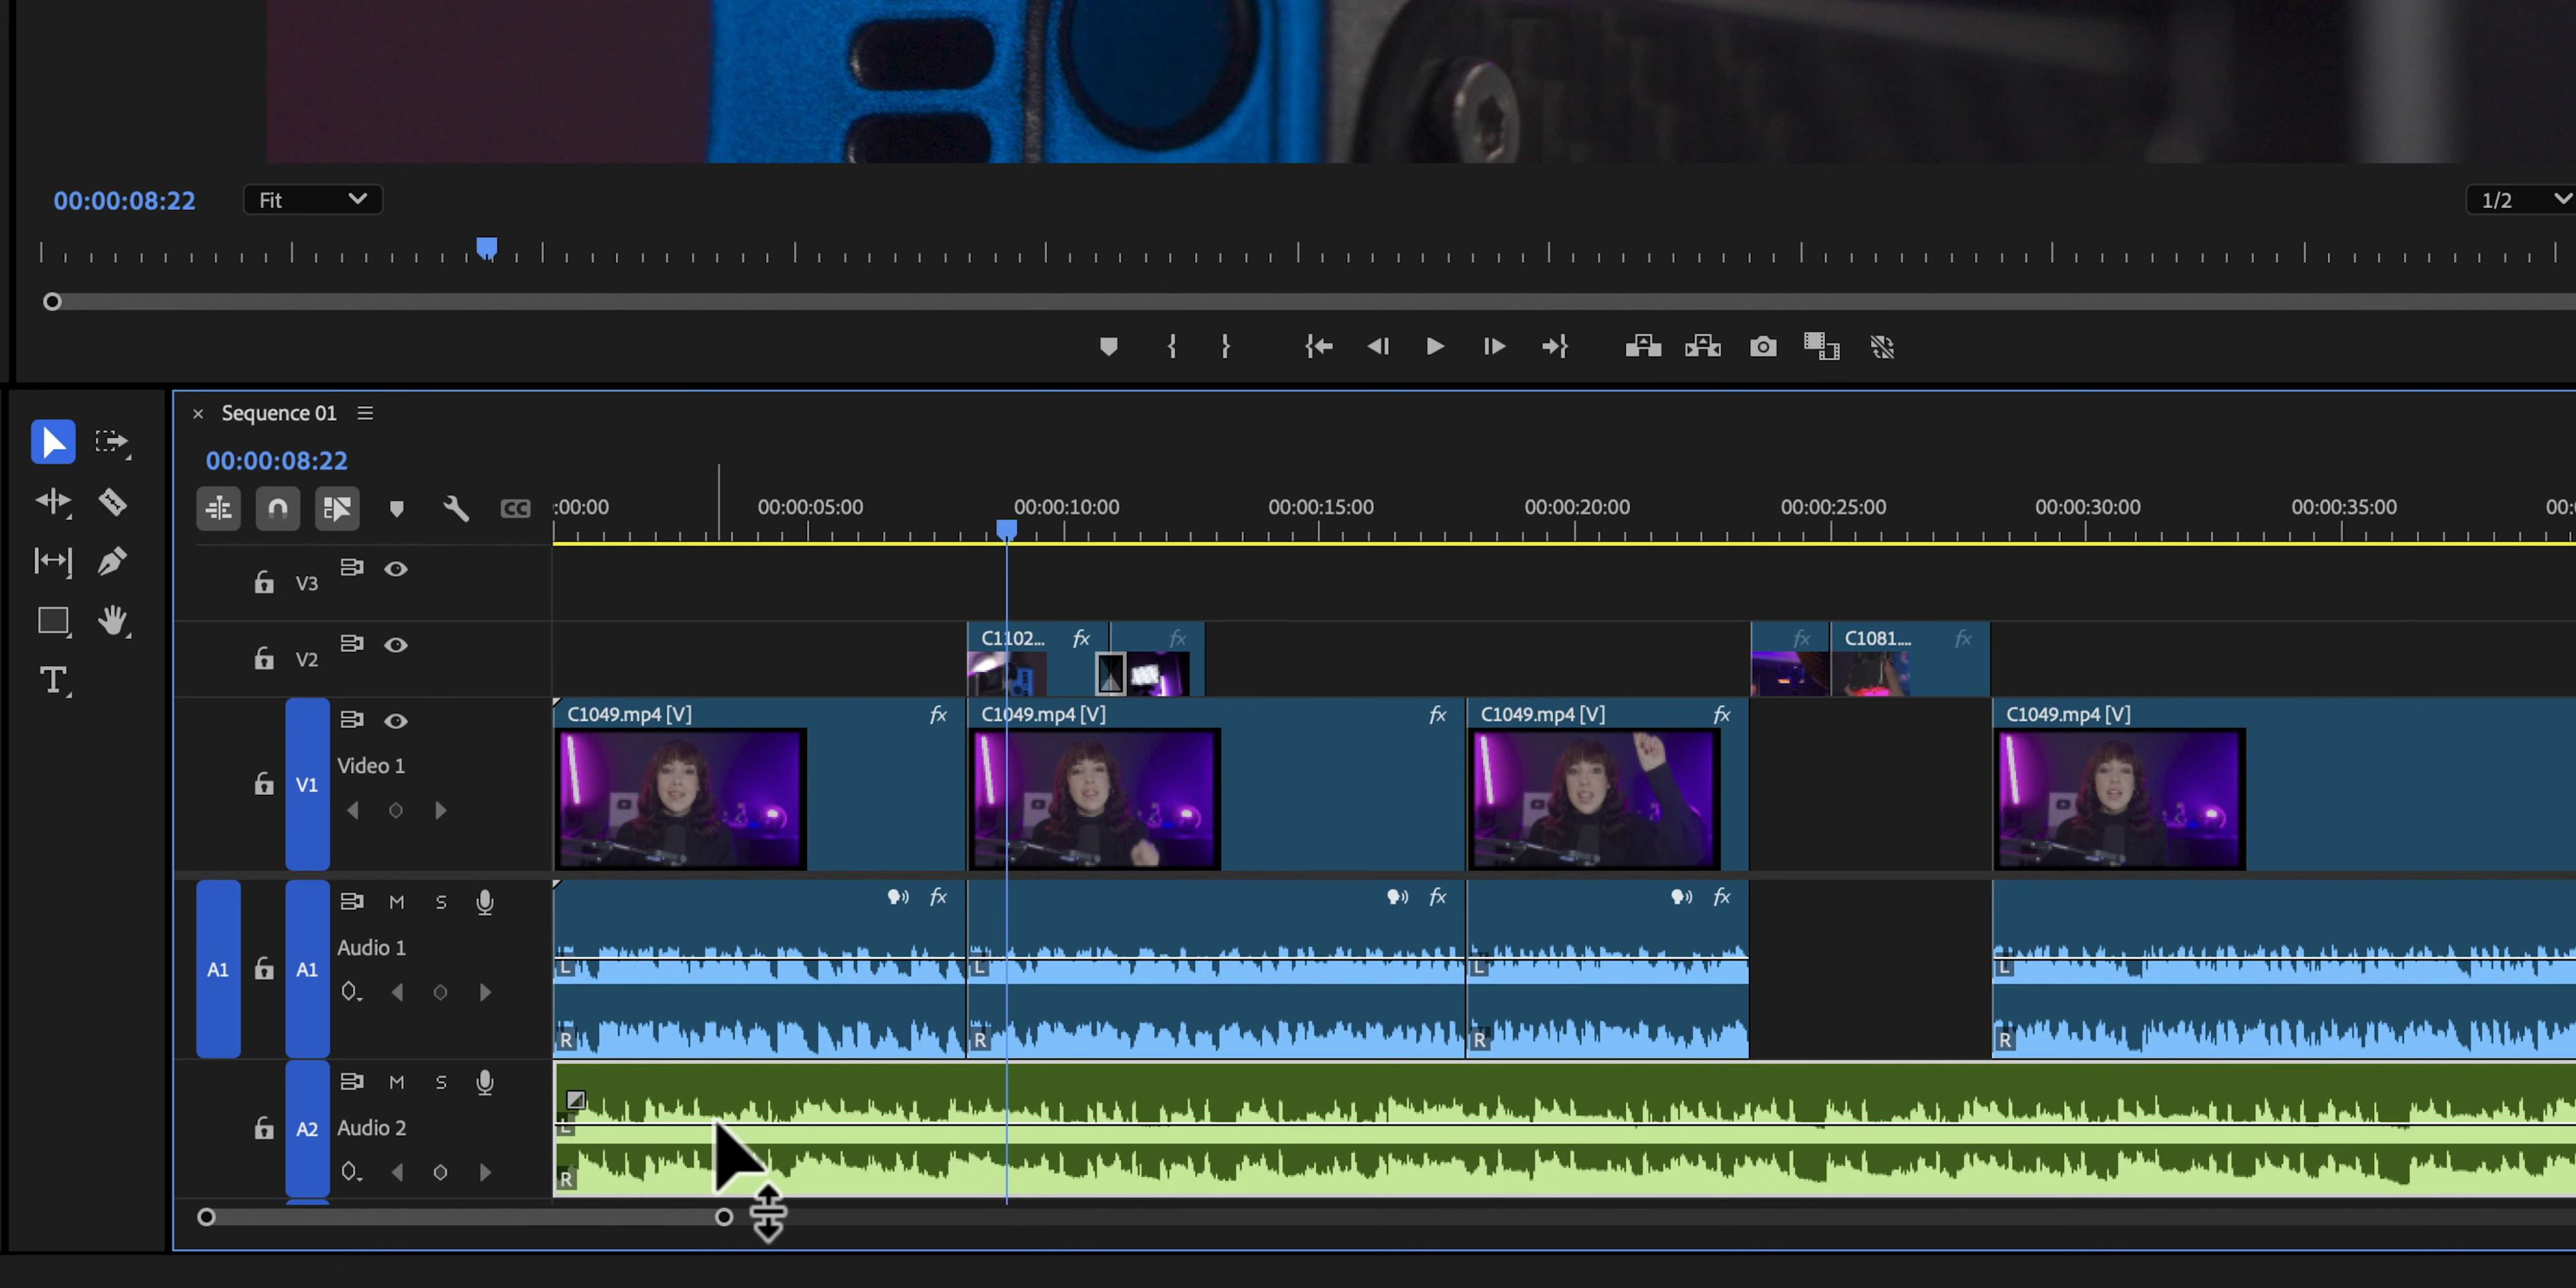 00:00:08:22 Fit 1/2
Sequence 01
00:00:08:22
CC :00:00 00:00:05:00 00:00:10:00 00:00:15:00 00:00:20:00 00:00:25:00 00:00:30:00 00:00:35:00 00:
V3
C1102... fx fx fx C1081.... fx
V2
C1049.mp4 [V] fx C1049.mp4 [V] fx C1049.mp4 [V] fx C1049.mp4 [V]
Video 1
V1
M S fx fx fx
Audio 1
A1 A1 L L L L
R R R R
M S
A2 Audio 2 L
R
T